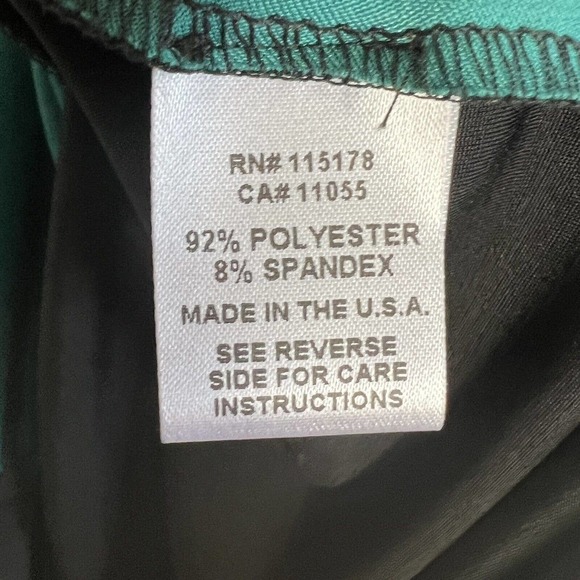 RN# 115178
CA# 11055
92% POLYESTER
8% SPANDEX
MADE IN THE U.S.A.
SEE REVERSE
SIDE FOR CARE
INSTRUCTIONS